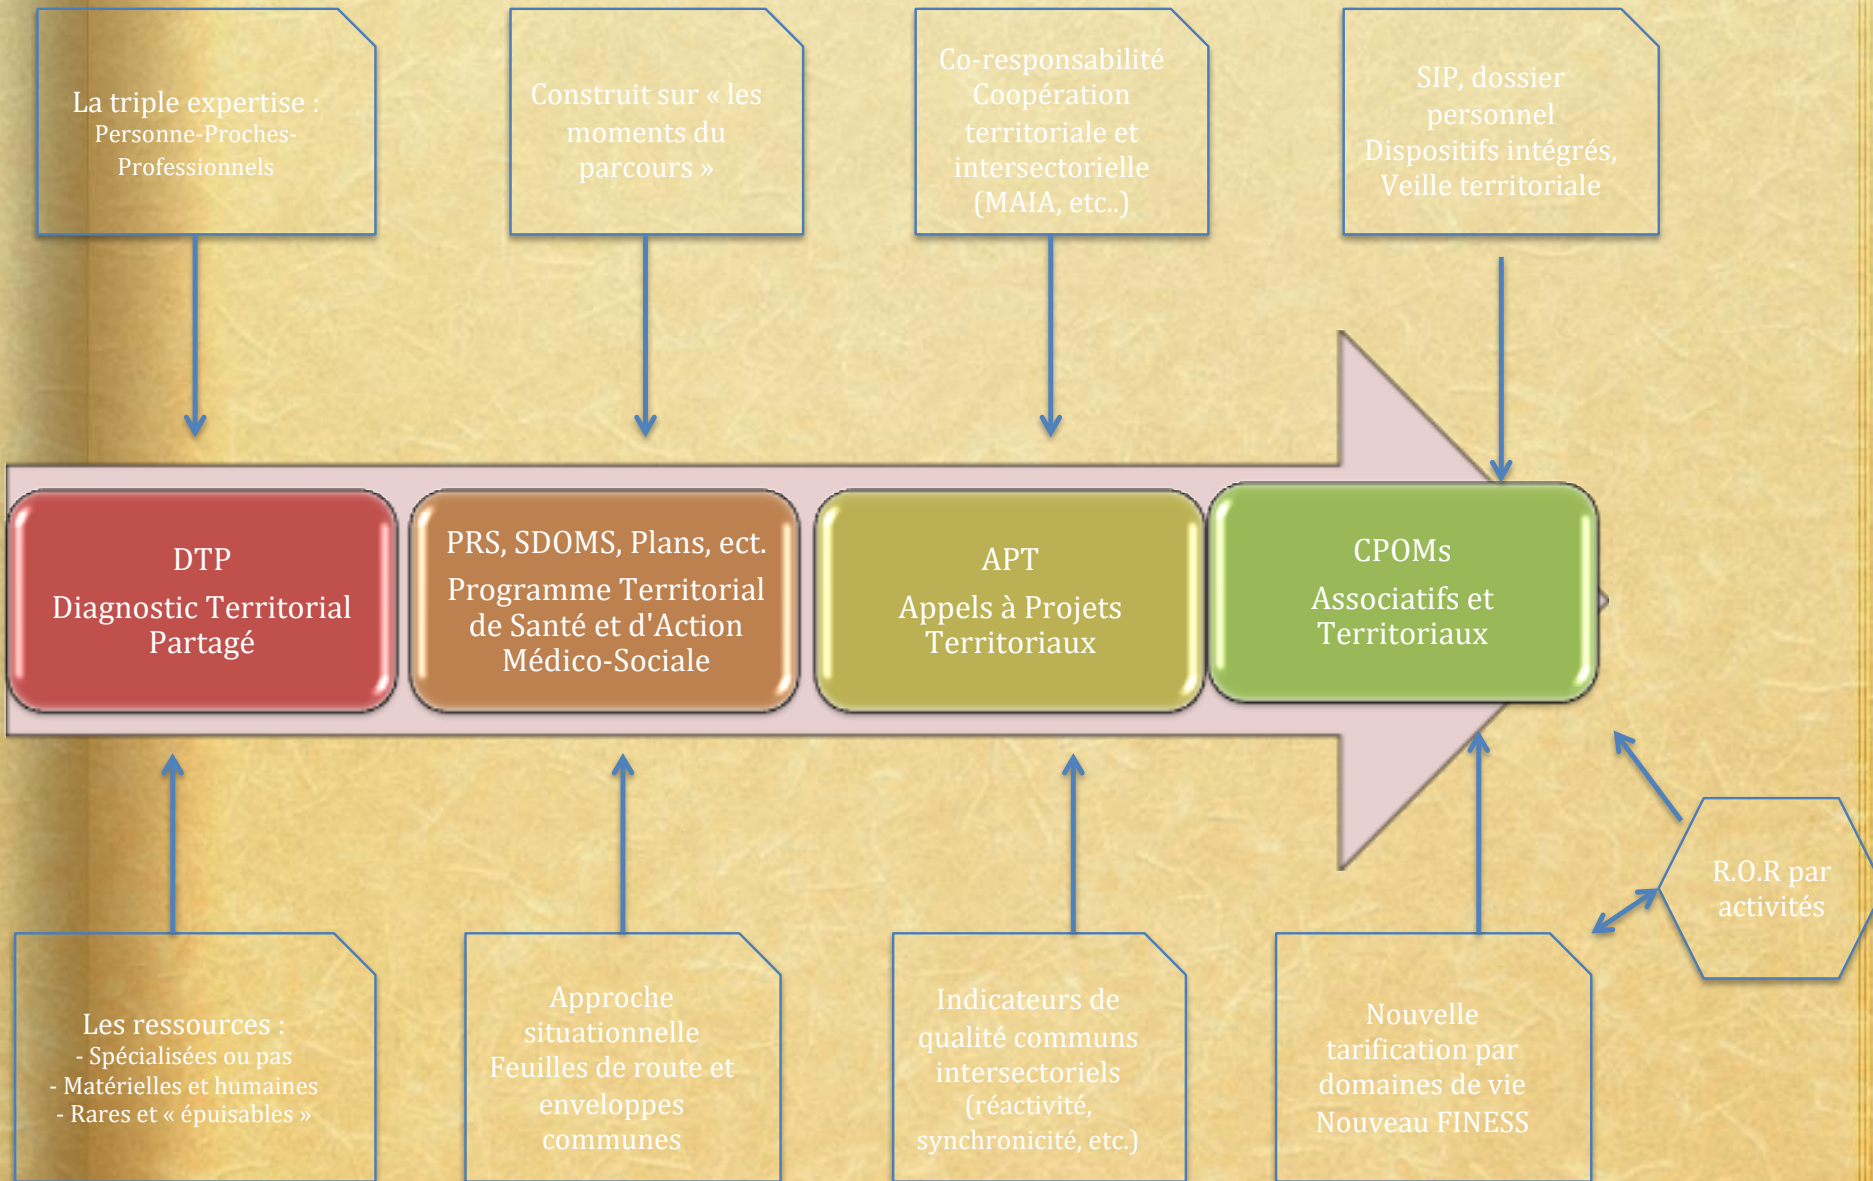 La triple expertise :
Personne-Proches-
Professionnels
Construit sur « les
moments du
parcours »
Co-responsabilité
Coopération
territoriale et
intersectorielle
(MAIA, etc..)
SIP, dossier
personnel
Dispositifs intégrés,
Veille territoriale
DTP
Diagnostic Territorial
Partagé
PRS, SDOMS, Plans, ect.
Programme Territorial
de Santé et d'Action
Médico-Sociale
APT
Appels à Projets
Territoriaux
CPOMs
Associatifs et
Territoriaux
R.O.R par
activités
Les ressources :
- Spécialisées ou pas
- Matérielles et humaines
- Rares et « épuisables »
Approche
situationnelle
Feuilles de route et
enveloppes
communes
Indicateurs de
qualité communs
intersectoriels
(réactivité,
synchronicité, etc.)
Nouvelle
tarification par
domaines de vie
Nouveau FINESS